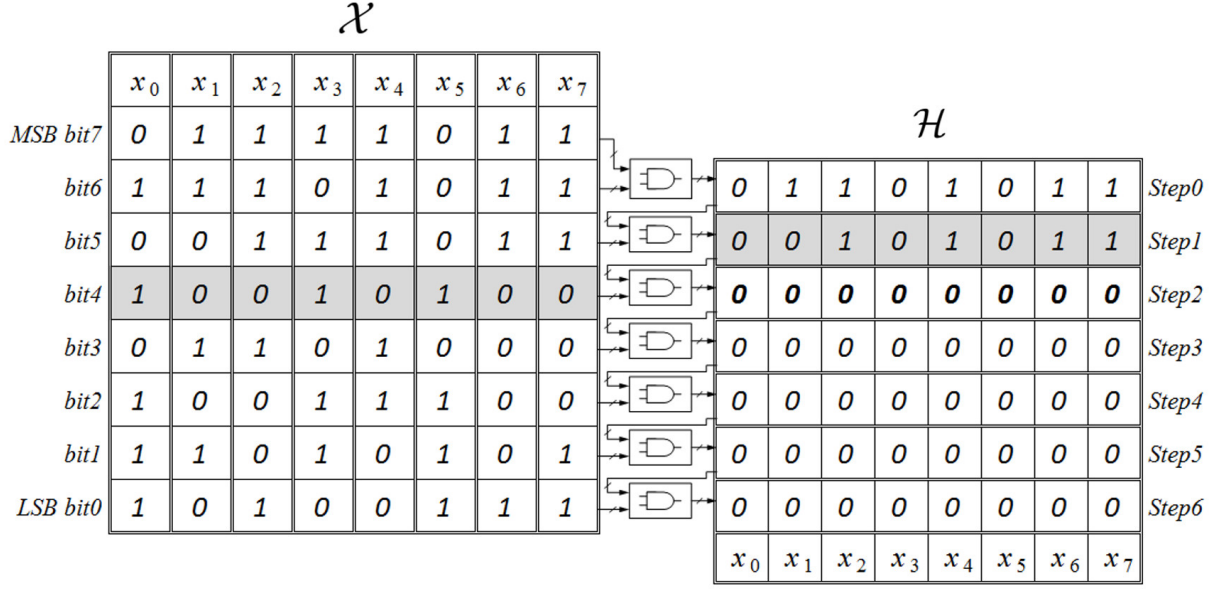 𝒳
x0 x1 x2 x3 x4 x5 x6 x7
MSB bit7 0 1 1 1 1 0 1 1
ℋ
bit6 1 1 1 0 1 0 1 1 0 1 1 0 1 0 1 1 Step0
bit5 0 0 1 1 1 0 1 1 0 0 1 0 1 0 1 1 Step1
bit4 1 0 0 1 0 1 0 0 0 0 0 0 0 0 0 0 Step2
bit3 0 1 1 0 1 0 0 0 0 0 0 0 0 0 0 0 Step3
bit2 1 0 0 1 1 1 0 0 0 0 0 0 0 0 0 0 Step4
bit1 1 1 0 1 0 1 0 1 0 0 0 0 0 0 0 0 Step5
LSB bit0 1 0 1 0 0 1 1 1 0 0 0 0 0 0 0 0 Step6
x0 x1 x2 x3 x4 x5 x6 x7